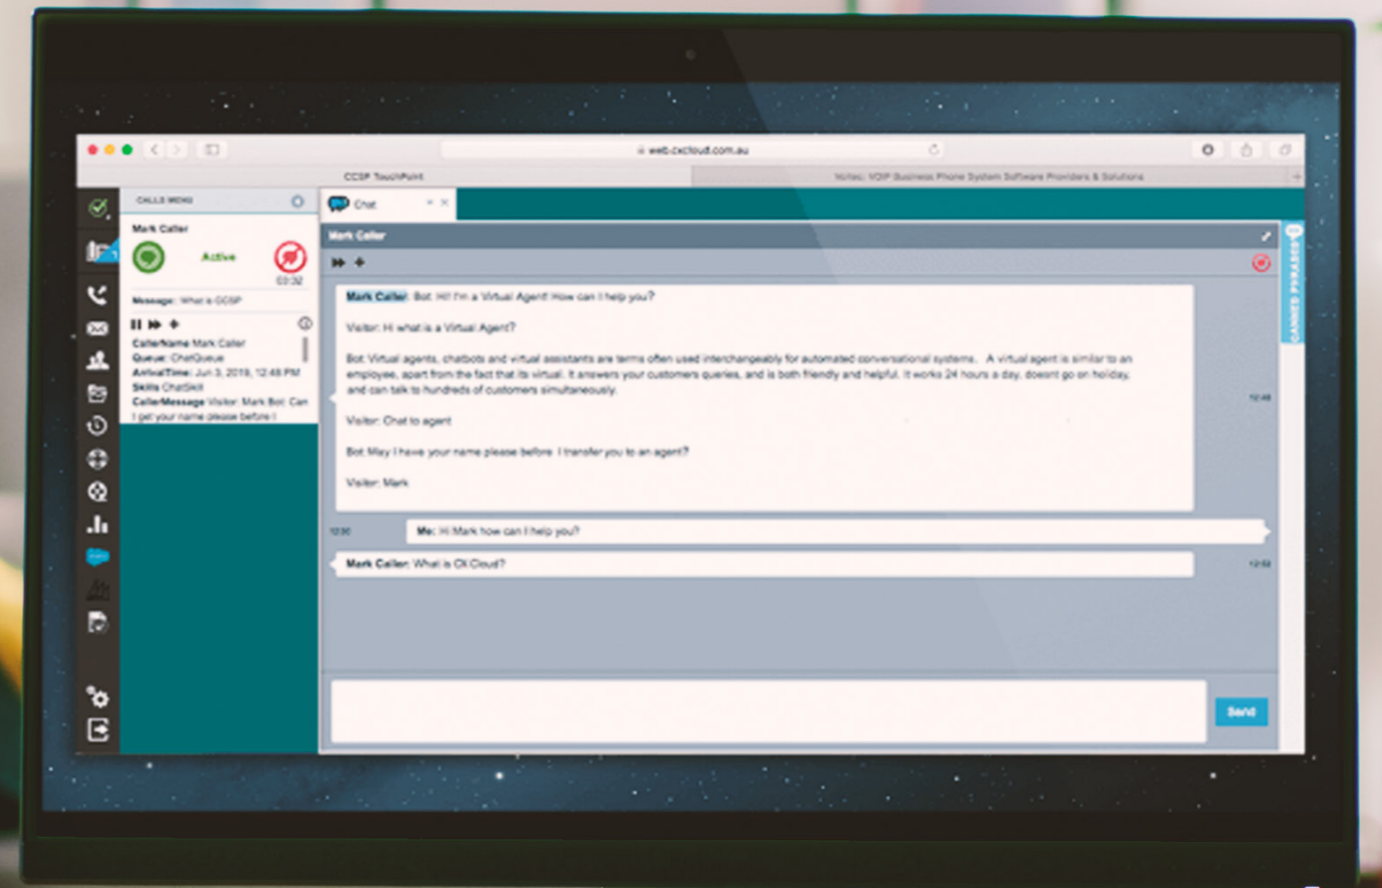 web.cxcloud.com.au
CCSP TouchPoint
VOIP Business Phone System Software Providers & Solutions
CALLS MENU
Chat
Mark Caller
Active
03:32
Message: What is CCSP
CallerName Mark Caller
Queue: ChatQueue
ArrivalTime: Jun 3, 2019, 12:48 PM
Skills ChatSkill
CallerMessage Visitor: Mark Bot: Can
I get your name please before I
Mark Caller
Mark Caller: Bot: Hi! I'm a Virtual Agent! How can I help you?
Visitor: Hi what is a Virtual Agent?
Bot: Virtual agents, chatbots and virtual assistants are terms often used interchangeably for automated conversational systems. A virtual agent is similar to an
employee, apart from the fact that its virtual. It answers your customers queries, and is both friendly and helpful. It works 24 hours a day, doesnt go on holiday,
and can talk to hundreds of customers simultaneously.
12:48
Visitor: Chat to agent
Bot: May I have your name please before I transfer you to an agent?
Visitor: Mark
12:50
Me: Hi Mark how can I help you?
Mark Caller: What is CX Cloud?
Send
CANNED PHRASES